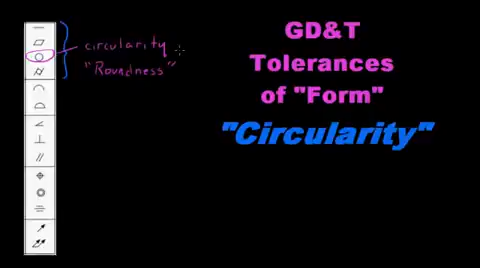 circularity
"Roundness"
GD&T
Tolerances
of "Form"
"Circularity"